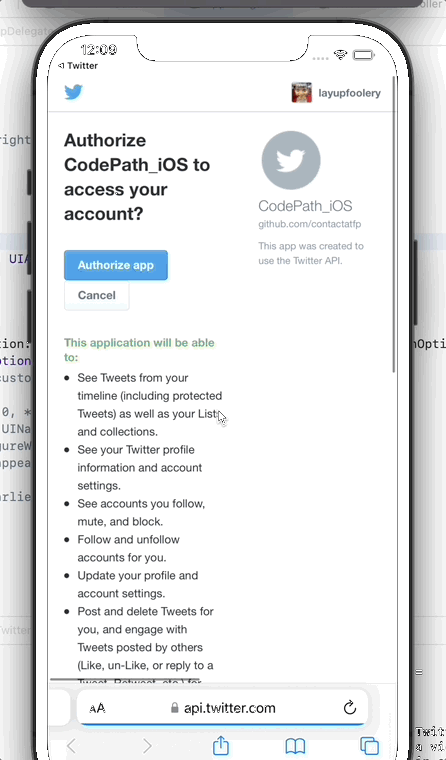 12:09
Twitter
layupfoolery
Authorize
CodePath_iOS to
access your
account?
Authorize app
Cancel
CodePath_iOS
github.com/contactatfp
This app was created to
use the Twitter API.
This application will be able
to:
See Tweets from your
timeline (including protected
Tweets) as well as your Lists
and collections.
See your Twitter profile
information and account
settings.
See accounts you follow,
mute, and block.
Follow and unfollow
accounts for you.
Update your profile and
account settings.
Post and delete Tweets for
you, and engage with
Tweets posted by others
(Like, un-Like, or reply to a
Tweet, Retweet, etc.) for
AA
api.twitter.com